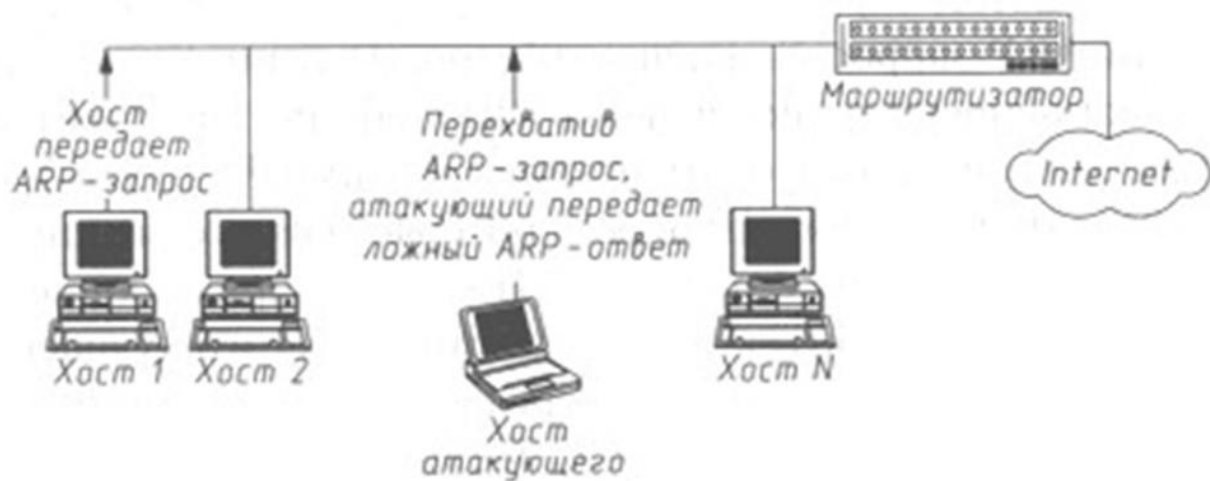 Хост
передает
ARP-запрос
Перехватив
ARP-запрос,
атакующий передает
ложный ARP-ответ
Маршрутизатор
Internet
Хост 1
Хост 2
Хост N
Хост
атакующего